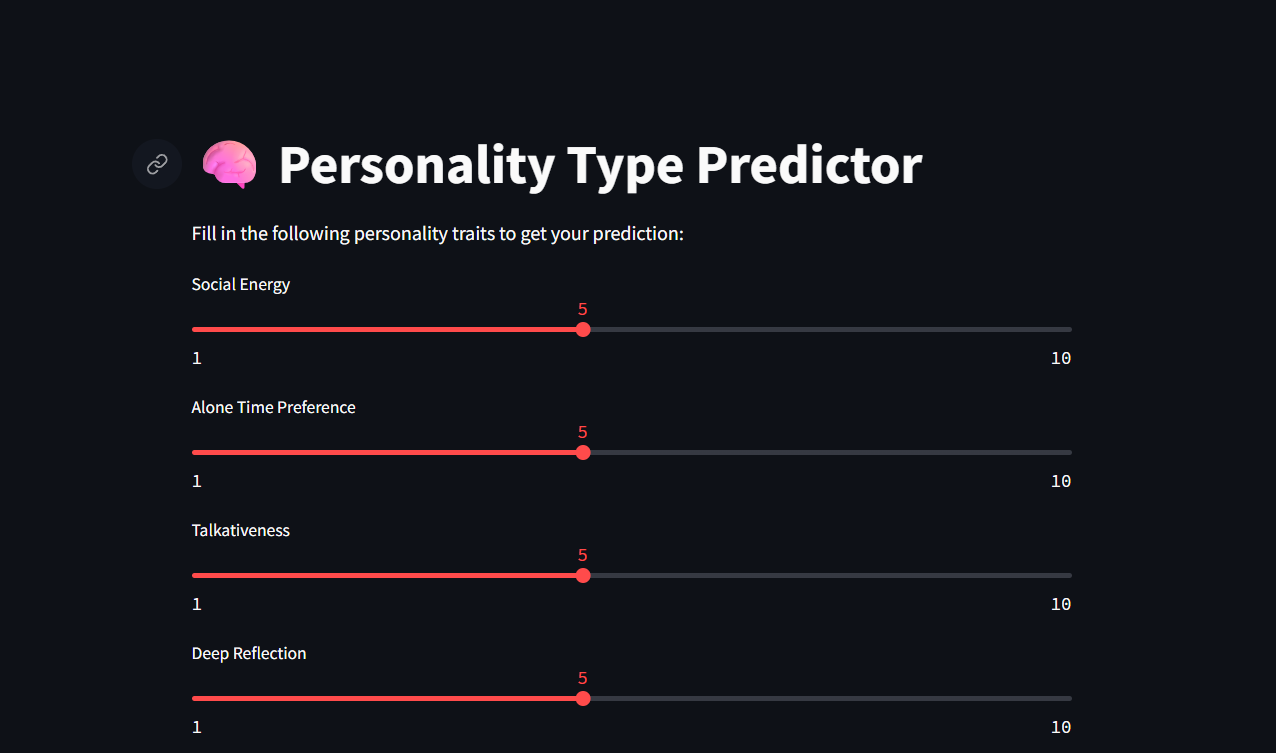 🧠 Personality Type Predictor
Fill in the following personality traits to get your prediction:
Social Energy
5
1 10
Alone Time Preference
5
1 10
Talkativeness
5
1 10
Deep Reflection
5
1 10